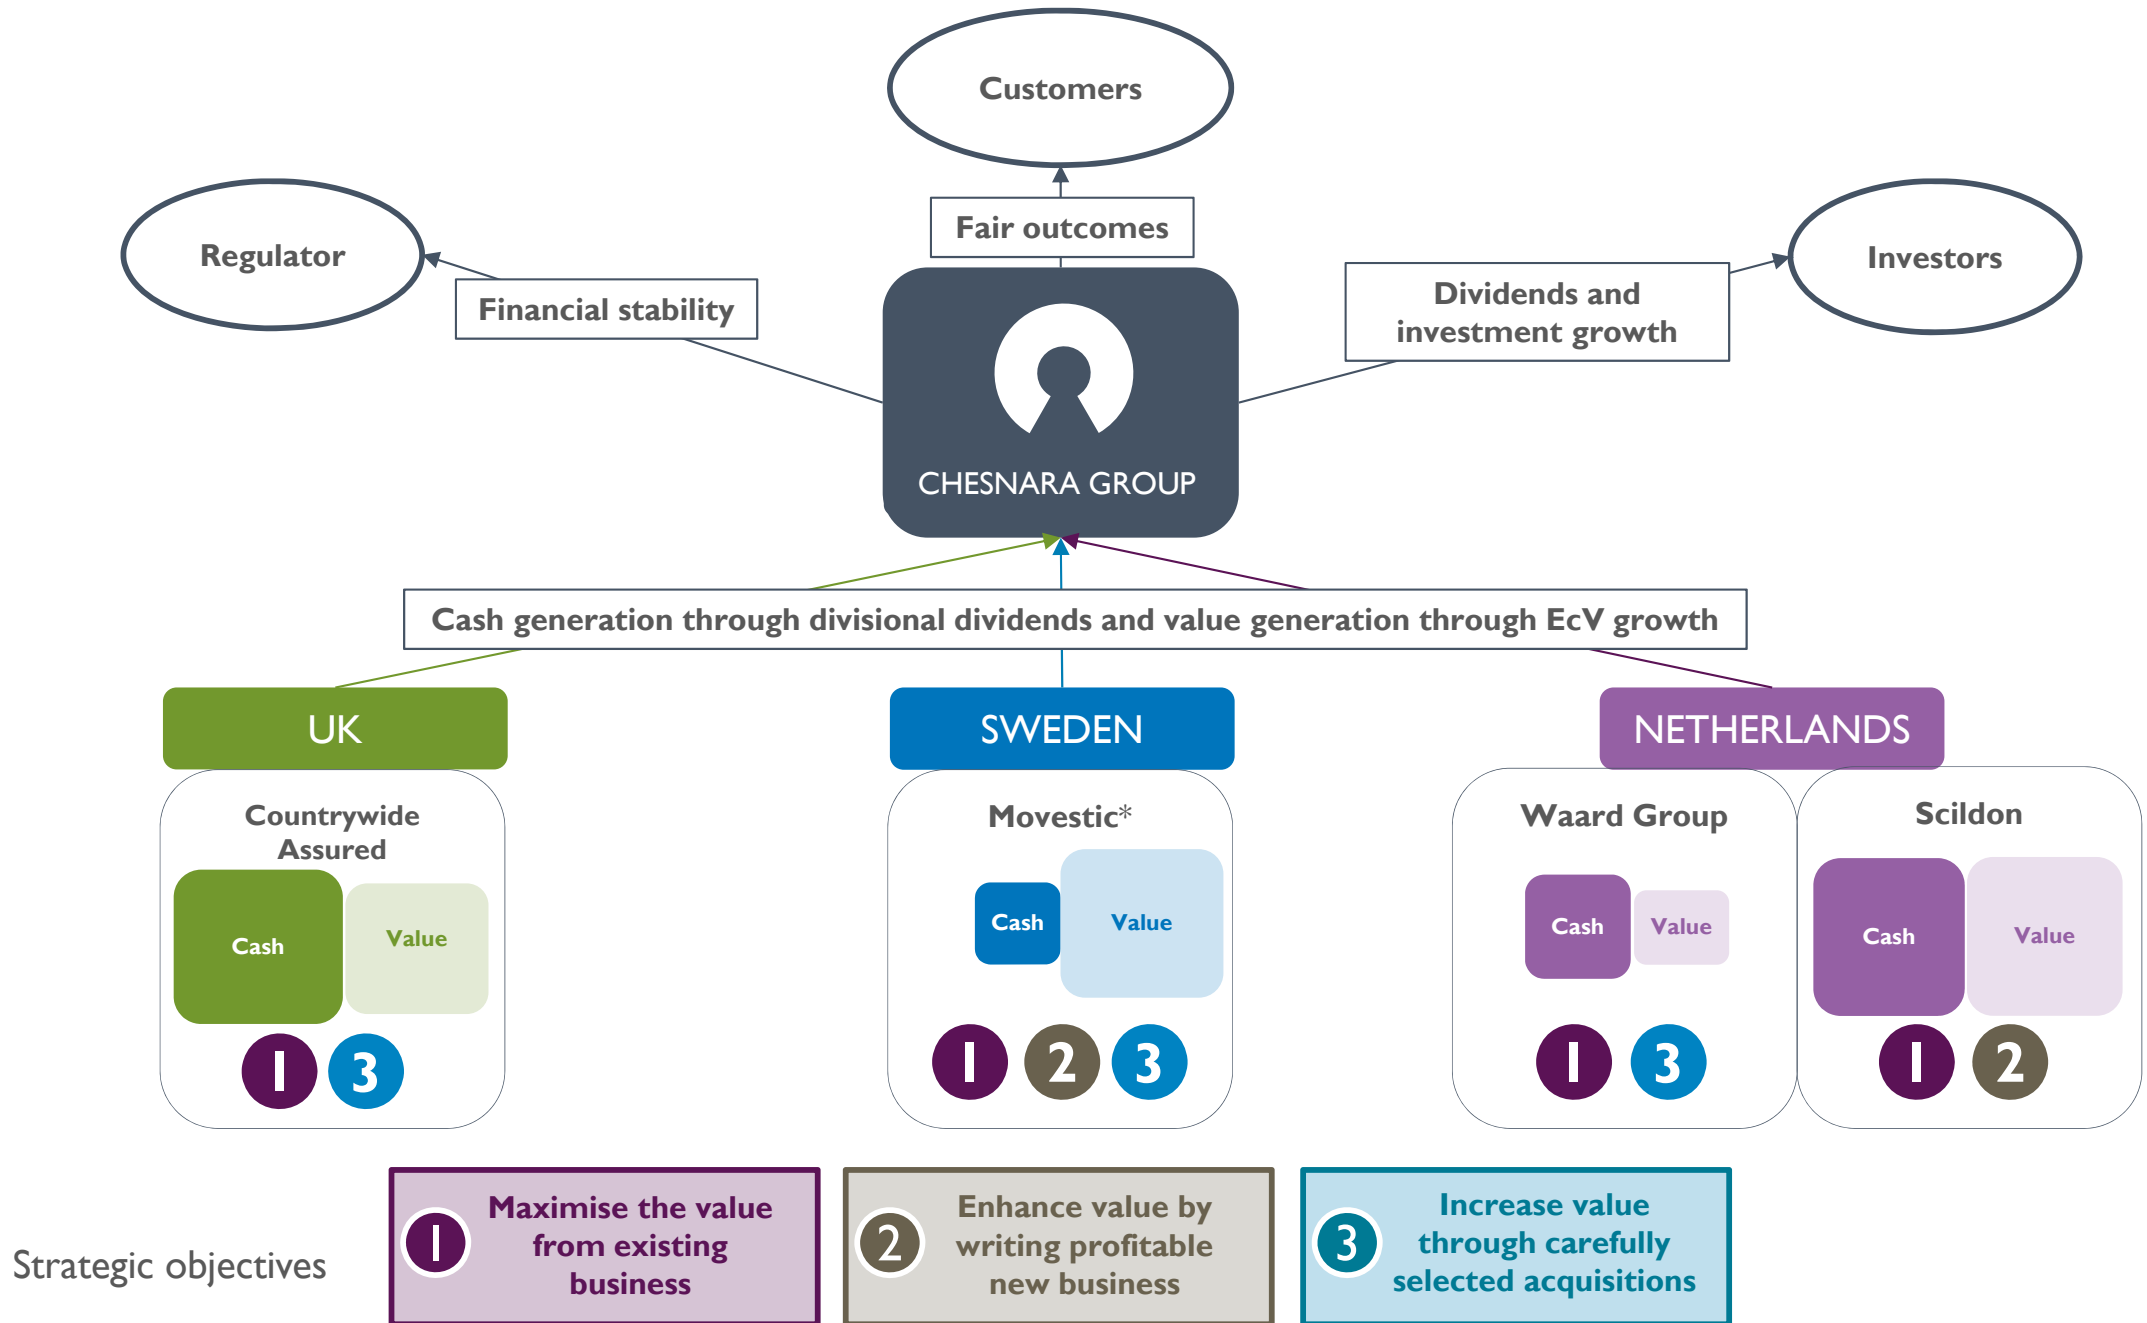 Customers
Fair outcomes
Regulator
Investors
Financial stability
Dividends and
investment growth
CHESNARA GROUP
Cash generation through divisional dividends and value generation through EcV growth
UK
SWEDEN
NETHERLANDS
Countrywide
Assured
Cash
Value
1 3
Movestic*
Cash
Value
1 2 3
Waard Group
Cash
Value
1 3
Scildon
Cash
Value
1 2
Strategic objectives
1
Maximise the value
from existing
business
2
Enhance value by
writing profitable
new business
3
Increase value
through carefully
selected acquisitions